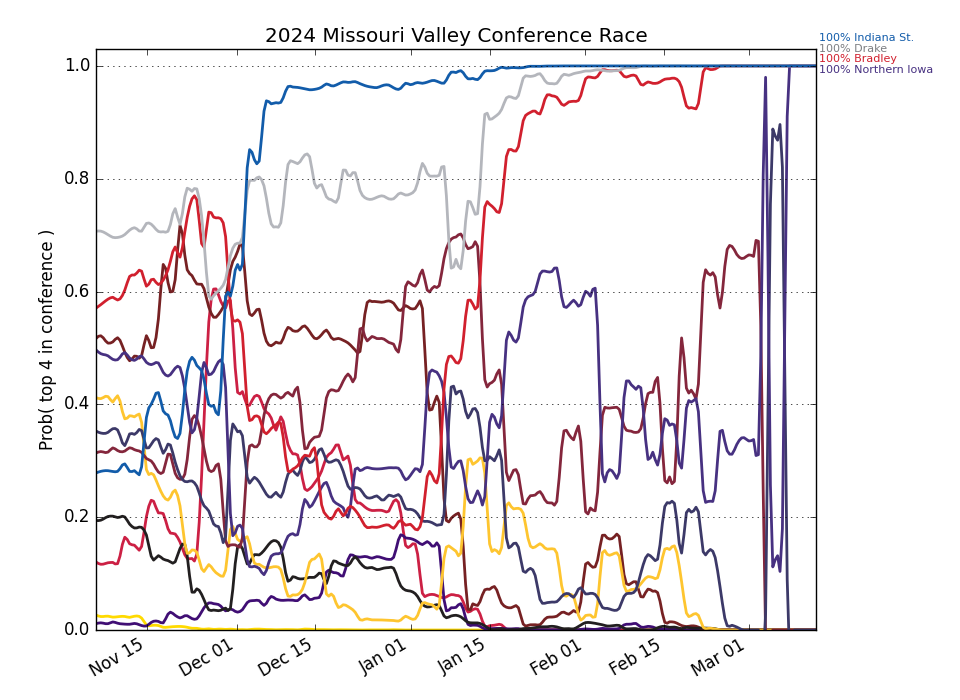 2024 Missouri Valley Conference Race
100% Indiana St.
100% Drake
100% Bradley
100% Northern Iowa
Prob( top 4 in conference )
1.0
0.8
0.6
0.4
0.2
0.0
Nov 15
Dec 01
Dec 15
Jan 01
Jan 15
Feb 01
Feb 15
Mar 01